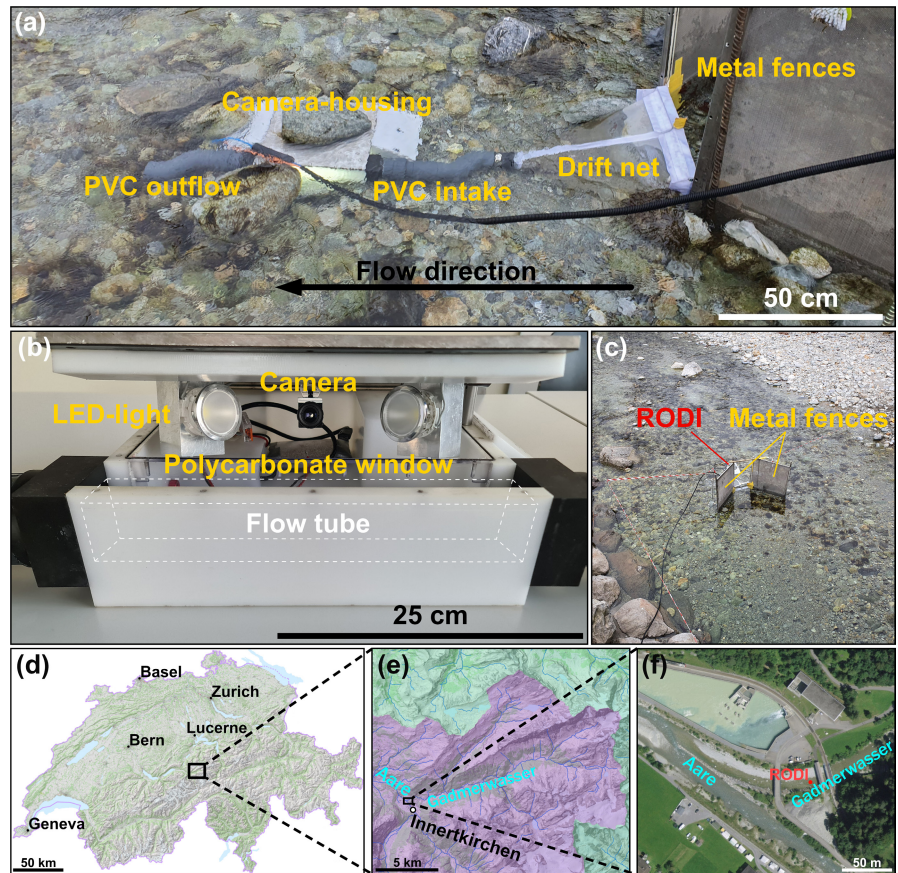 (a)
Metal fences
Camera-housing
Drift net
PVC outflow
PVC intake
Flow direction
50 cm
(b)
Camera
LED-light
Polycarbonate window
Flow tube
25 cm
(c)
RODI
Metal fences
(d)
Basel
Zurich
Lucerne
Bern
Geneva
50 km
(e)
Aare
Gadmerwasser
Innertkirchen
5 km
(f)
Aare
RODI
Gadmerwasser
50 m